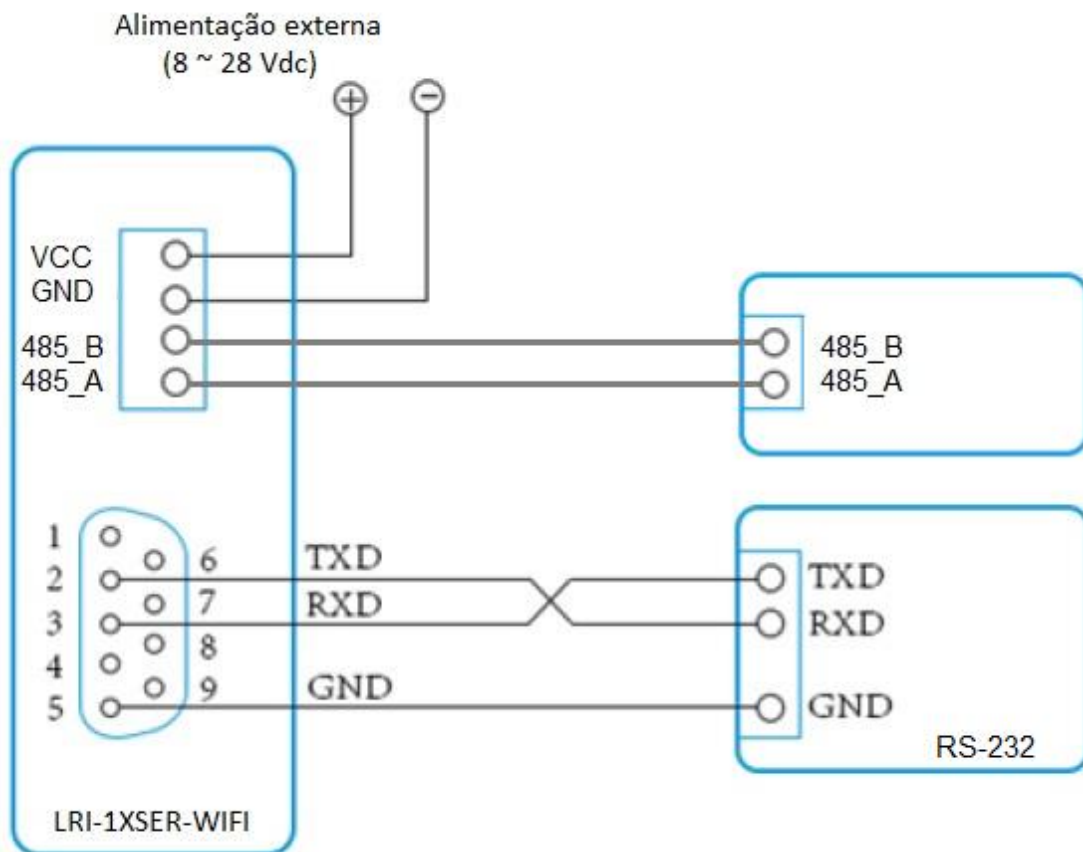 Alimentação externa
(8 ~ 28 Vdc)
+ -
VCC
GND
485_B
485_A
485_B
485_A
1
2
3
4
5
6
7
8
9
TXD
RXD
GND
TXD
RXD
GND
RS-232
LRI-1XSER-WIFI